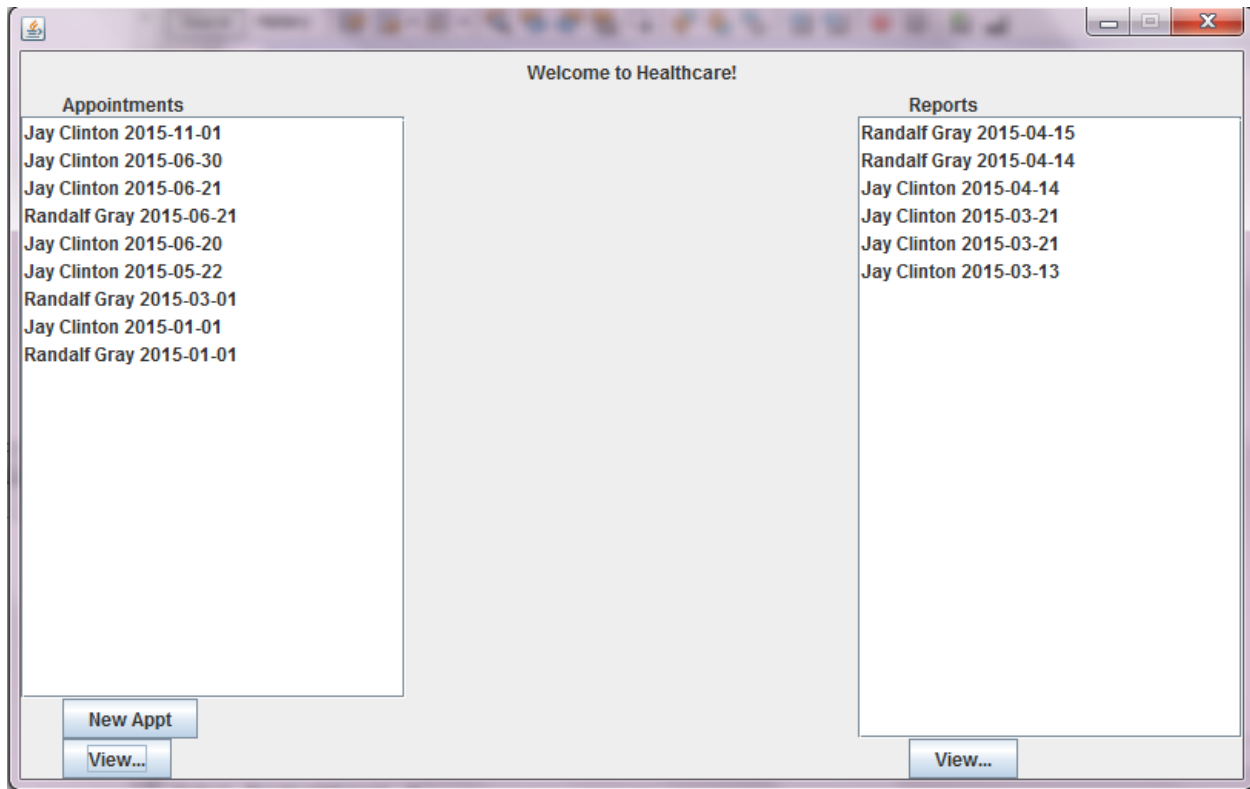 Welcome to Healthcare!
Appointments
Jay Clinton 2015-11-01
Jay Clinton 2015-06-30
Jay Clinton 2015-06-21
Randalf Gray 2015-06-21
Jay Clinton 2015-06-20
Jay Clinton 2015-05-22
Randalf Gray 2015-03-01
Jay Clinton 2015-01-01
Randalf Gray 2015-01-01
New Appt
View...
Reports
Randalf Gray 2015-04-15
Randalf Gray 2015-04-14
Jay Clinton 2015-04-14
Jay Clinton 2015-03-21
Jay Clinton 2015-03-21
Jay Clinton 2015-03-13
View...